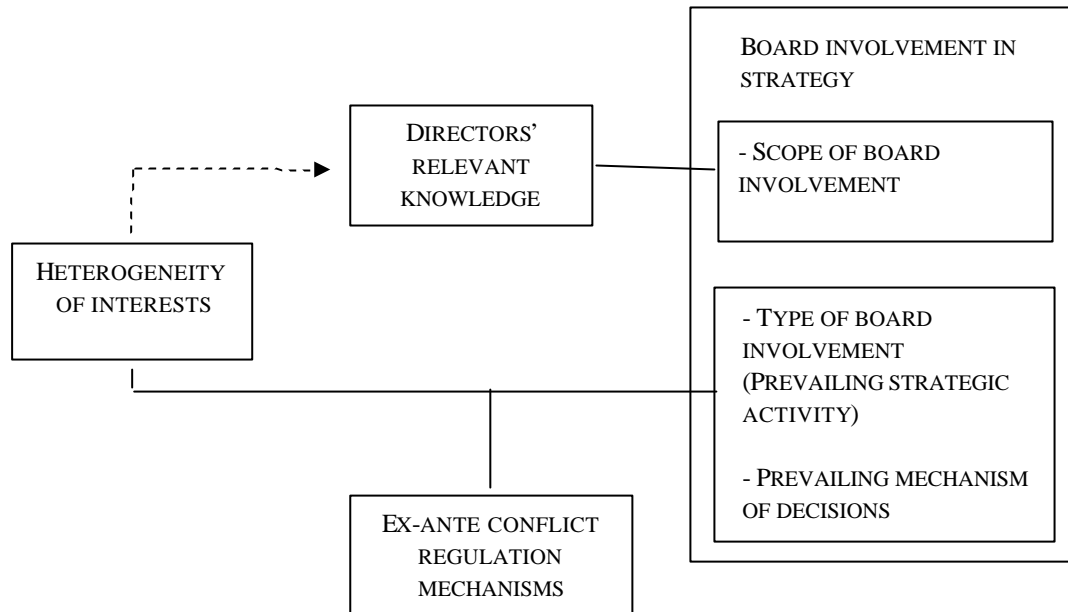 BOARD INVOLVEMENT IN
STRATEGY
DIRECTORS’
RELEVANT
KNOWLEDGE
- SCOPE OF BOARD
INVOLVEMENT
HETEROGENEITY
OF INTERESTS
- TYPE OF BOARD
INVOLVEMENT
(PREVAILING STRATEGIC
ACTIVITY)
- PREVAILING MECHANISM
OF DECISIONS
EX-ANTE CONFLICT
REGULATION
MECHANISMS